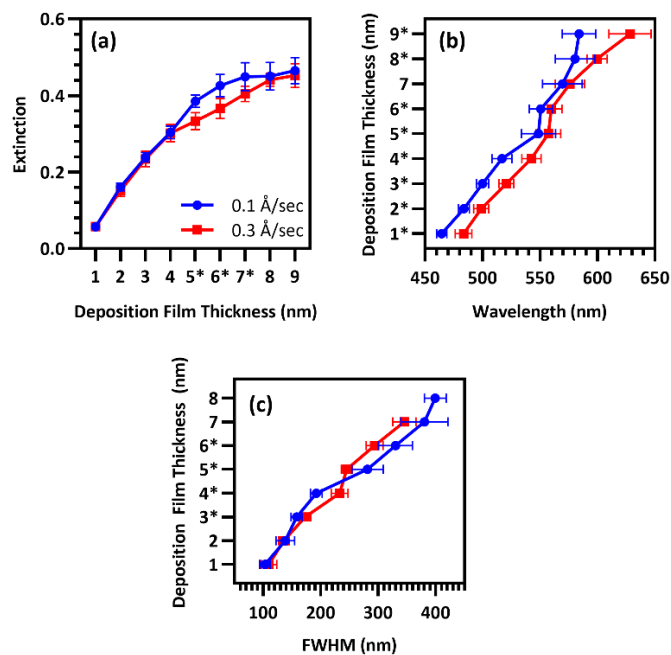 (a)
Extinction
0.6
0.4
0.2
0.0
0.1 Å/sec
0.3 Å/sec
1 2 3 4 5* 6* 7* 8 9
Deposition Film Thickness (nm)
(b)
Deposition Film Thickness (nm)
9*
8*
7
6*
5*
4*
3*
2*
1*
450 500 550 600 650
Wavelength (nm)
(c)
Deposition Film Thickness (nm)
8
7
6*
5*
4*
3*
2
1
100 200 300 400
FWHM (nm)